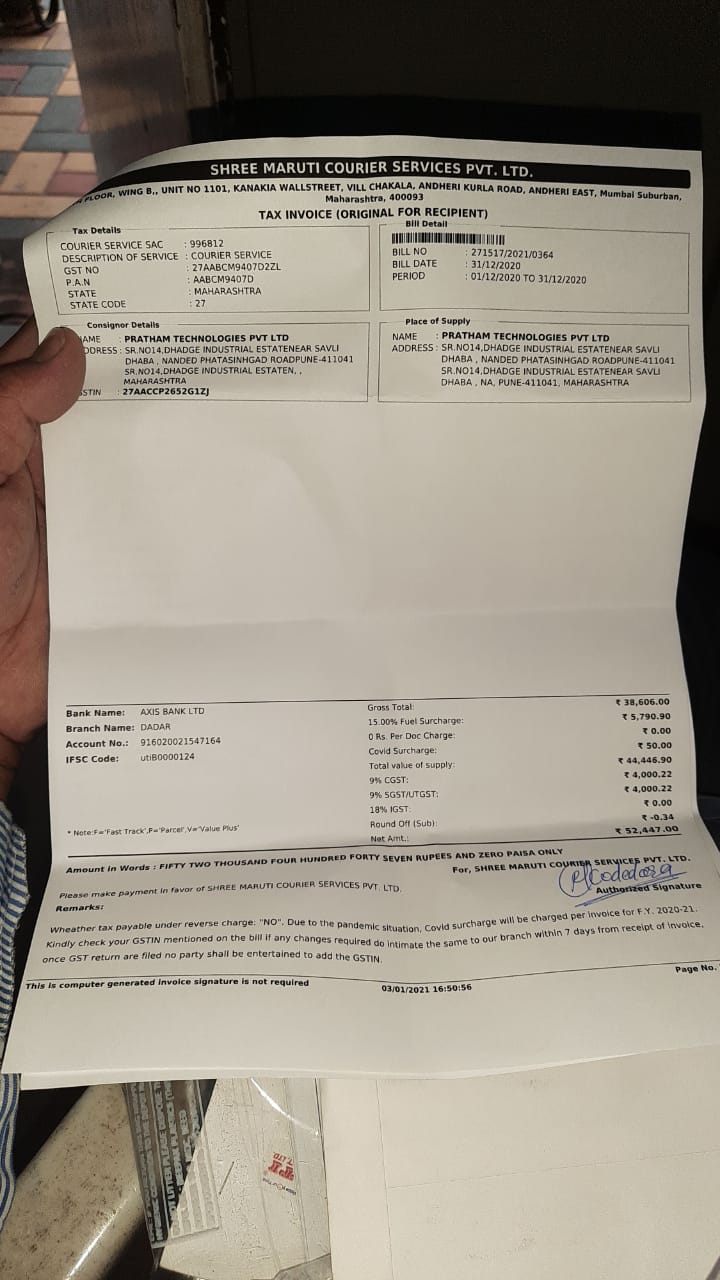 SHREE MARUTI COURIER SERVICES PVT. LTD.
FLOOR, WING B,, UNIT NO 1101, KANAKIA WALLSTREET, VILL CHAKALA, ANDHERI KURLA ROAD, ANDHERI EAST, Mumbai Suburban,
Maharashtra, 400093
TAX INVOICE (ORIGINAL FOR RECIPIENT)
Tax Details
COURIER SERVICE SAC : 996812
DESCRIPTION OF SERVICE : COURIER SERVICE
GST NO : 27AABCM9407D2ZL
P.A.N : AABCM9407D
STATE : MAHARASHTRA
STATE CODE : 27
Bill Detail
BILL NO : 271517/2021/0364
BILL DATE : 31/12/2020
PERIOD : 01/12/2020 TO 31/12/2020
Consignor Details
AME : PRATHAM TECHNOLOGIES PVT LTD
DDRESS : SR.NO14,DHADGE INDUSTRIAL ESTATENEAR SAVLI
DHABA , NANDED PHATASINHGAD ROADPUNE-411041
SR.NO14,DHADGE INDUSTRIAL ESTATEN, ,
MAHARASHTRA
STIN : 27AACCP2652G1ZJ
Place of Supply
NAME : PRATHAM TECHNOLOGIES PVT LTD
ADDRESS : SR.NO14,DHADGE INDUSTRIAL ESTATENEAR SAVLI
DHABA , NANDED PHATASINHGAD ROADPUNE-411041
SR.NO14,DHADGE INDUSTRIAL ESTATENEAR SAVLI
DHABA , NA, PUNE-411041, MAHARASHTRA
Bank Name: AXIS BANK LTD
Branch Name: DADAR
Account No.: 916020021547164
IFSC Code: utiB0000124
* Note:F='Fast Track',P='Parcel',V='Value Plus'
Gross Total: ₹ 38,606.00
15.00% Fuel Surcharge: ₹ 5,790.90
0 Rs. Per Doc Charge: ₹ 0.00
Covid Surcharge: ₹ 50.00
Total value of supply: ₹ 44,446.90
9% CGST: ₹ 4,000.22
9% SGST/UTGST: ₹ 4,000.22
18% IGST: ₹ 0.00
Round Off (Sub): ₹ -0.34
Net Amt.: ₹ 52,447.00
Amount in Words : FIFTY TWO THOUSAND FOUR HUNDRED FORTY SEVEN RUPEES AND ZERO PAISA ONLY
For, SHREE MARUTI COURIER SERVICES PVT. LTD.
Please make payment in favor of SHREE MARUTI COURIER SERVICES PVT. LTD.
Authorized Signature
Remarks:
Wheather tax payable under reverse charge: "NO". Due to the pandemic situation, Covid surcharge will be charged per invoice for F.Y. 2020-21.
Kindly check your GSTIN mentioned on the bill if any changes required do intimate the same to our branch within 7 days from receipt of invoice,
once GST return are filed no party shall be entertained to add the GSTIN.
Page No.
This is computer generated invoice signature is not required
03/01/2021 16:50:56